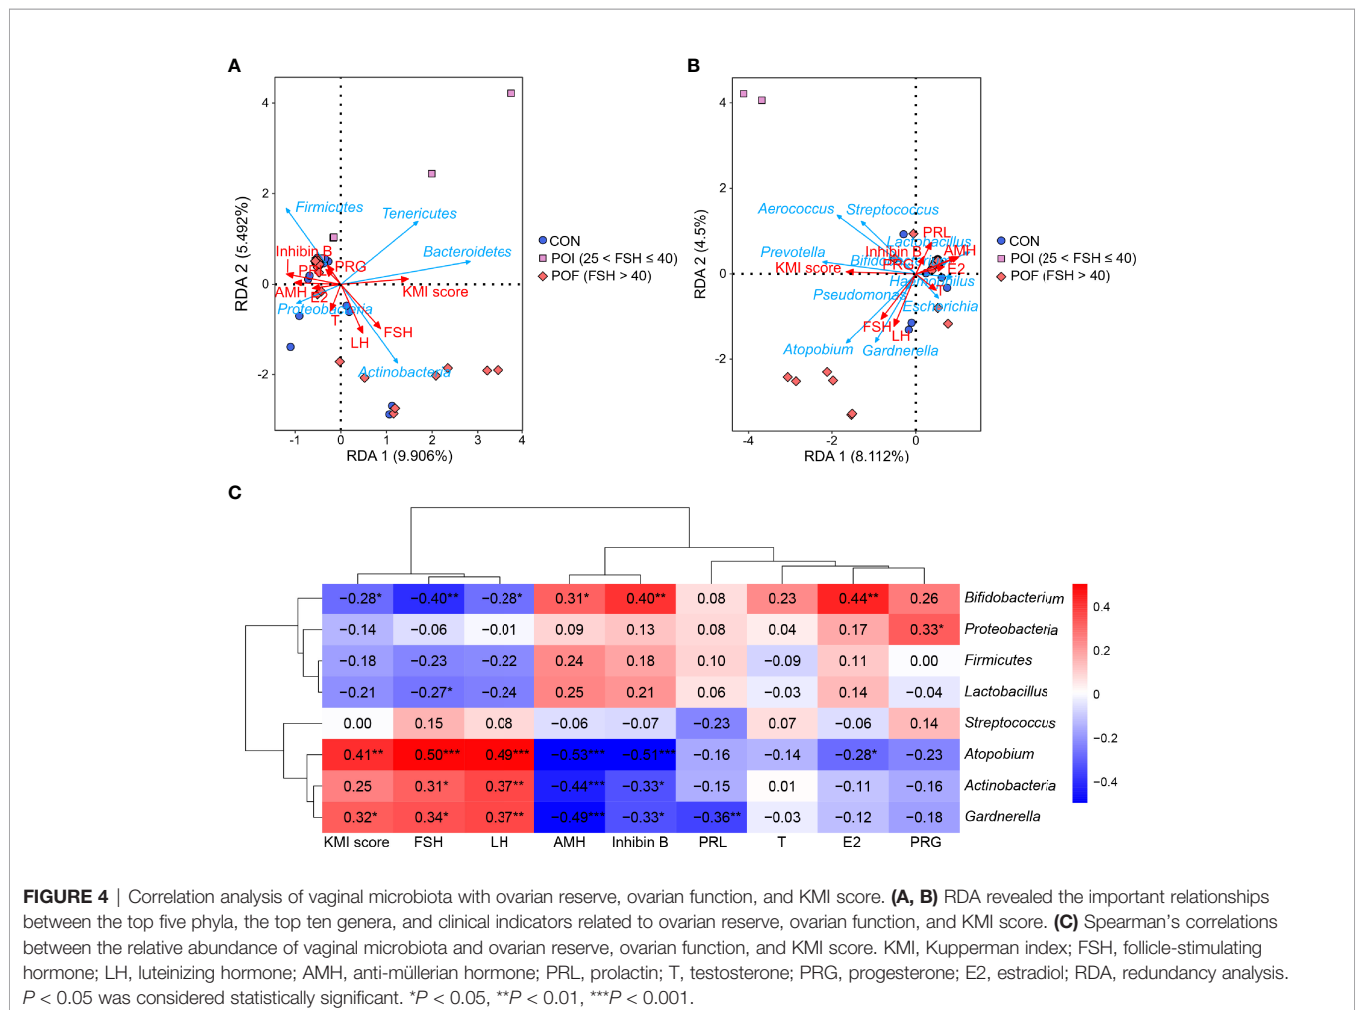 A
RDA 2 (5.492%)
4
2
0
-2
-1
0
1
2
3
4
RDA 1 (9.906%)
Firmicutes
Tenericutes
Bacteroidetes
Inhibin B
PRG
KMI score
AMH
E2
Proteobacteria
T
FSH
LH
Actinobacteria
CON
POI (25 < FSH ≤ 40)
POF (FSH > 40)
B
RDA 2 (4.5%)
4
2
0
-2
-4
-2
0
RDA 1 (8.112%)
Aerococcus
Streptococcus
PRL
Lactobacillus
Prevotella
Inhibin B
AMH
PRG
E2
KMI score
Haemophilus
Pseudomonas
T
Escherichia
FSH
LH
Atopobium
Gardnerella
CON
POI (25 < FSH ≤ 40)
POF (FSH > 40)
C
−0.28* −0.40** −0.28* 0.31* 0.40** 0.08 0.23 0.44** 0.26 Bifidobacterium
−0.14 −0.06 −0.01 0.09 0.13 0.08 0.04 0.17 0.33* Proteobacteria
−0.18 −0.23 −0.22 0.24 0.18 0.10 −0.09 0.11 0.00 Firmicutes
−0.21 −0.27* −0.24 0.25 0.21 0.06 −0.03 0.14 −0.04 Lactobacillus
0.00 0.15 0.08 −0.06 −0.07 −0.23 0.07 −0.06 0.14 Streptococcus
0.41** 0.50*** 0.49*** −0.53*** −0.51*** −0.16 −0.14 −0.28* −0.23 Atopobium
0.25 0.31* 0.37** −0.44*** −0.33* −0.15 0.01 −0.11 −0.16 Actinobacteria
0.32* 0.34* 0.37** −0.49*** −0.33* −0.36** −0.03 −0.12 −0.18 Gardnerella
KMI score FSH LH AMH Inhibin B PRL T E2 PRG
0.4
0.2
0
−0.2
−0.4
FIGURE 4 | Correlation analysis of vaginal microbiota with ovarian reserve, ovarian function, and KMI score. (A, B) RDA revealed the important relationships
between the top five phyla, the top ten genera, and clinical indicators related to ovarian reserve, ovarian function, and KMI score. (C) Spearman's correlations
between the relative abundance of vaginal microbiota and ovarian reserve, ovarian function, and KMI score. KMI, Kupperman index; FSH, follicle-stimulating
hormone; LH, luteinizing hormone; AMH, anti-müllerian hormone; PRL, prolactin; T, testosterone; PRG, progesterone; E2, estradiol; RDA, redundancy analysis.
P < 0.05 was considered statistically significant. *P < 0.05, **P < 0.01, ***P < 0.001.